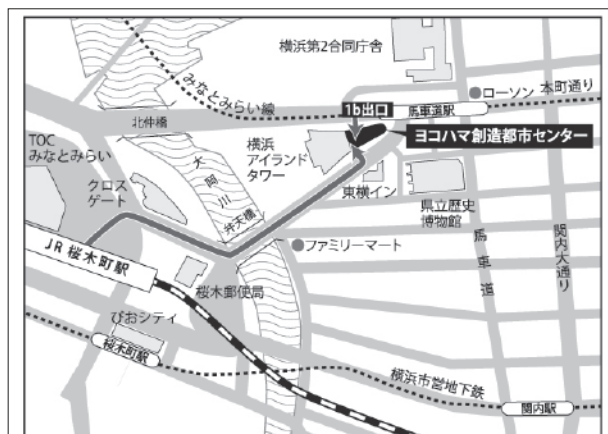 横浜第2合同庁舎
みなとみらい線
ローソン
本町通り
1b出口
馬車道駅
北仲橋
ヨコハマ創造都市センター
TOC
みなとみらい
横浜
アイランド
タワー
大岡川
クロス
ゲート
東横イン
県立歴史
博物館
弁天橋
ファミリーマート
馬車道
関内大通り
JR桜木町駅
桜木郵便局
ぴおシティ
桜木町駅
横浜市営地下鉄
関内駅